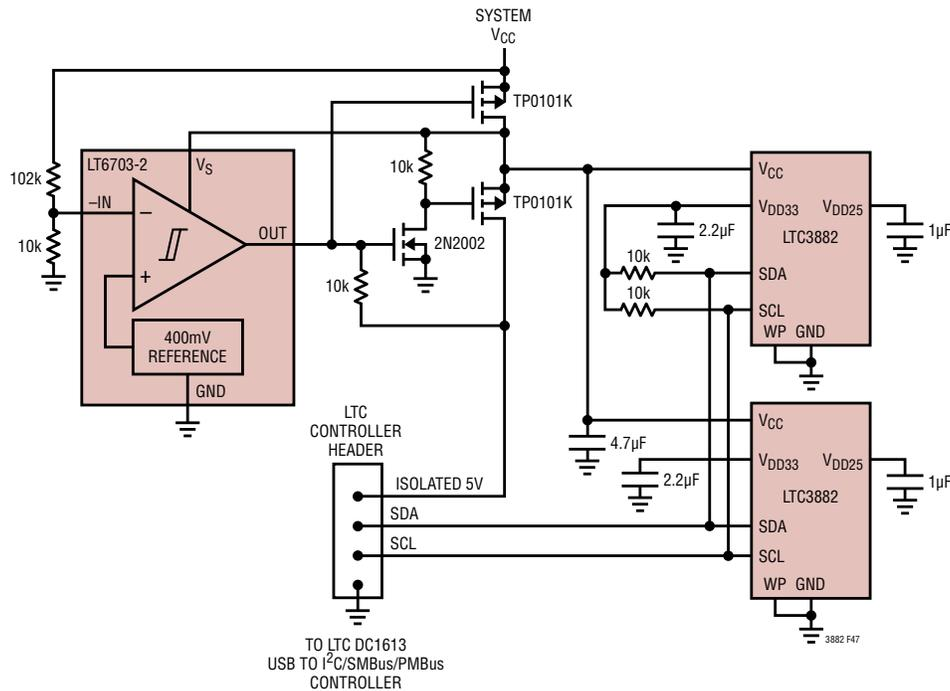 SYSTEM
VCC
TP0101K
LT6703-2
VS
102k
–IN
10k
–
+
OUT
10k
TP0101K
2N2002
10k
400mV
REFERENCE
GND
VCC
VDD33
VDD25
LTC3882
2.2µF
1µF
10k
SDA
10k
SCL
WP GND
LTC
CONTROLLER
HEADER
ISOLATED 5V
SDA
SCL
4.7µF
2.2µF
VCC
VDD33
VDD25
LTC3882
1µF
SDA
SCL
WP GND
3882 F47
TO LTC DC1613
USB TO I2C/SMBus/PMBus
CONTROLLER